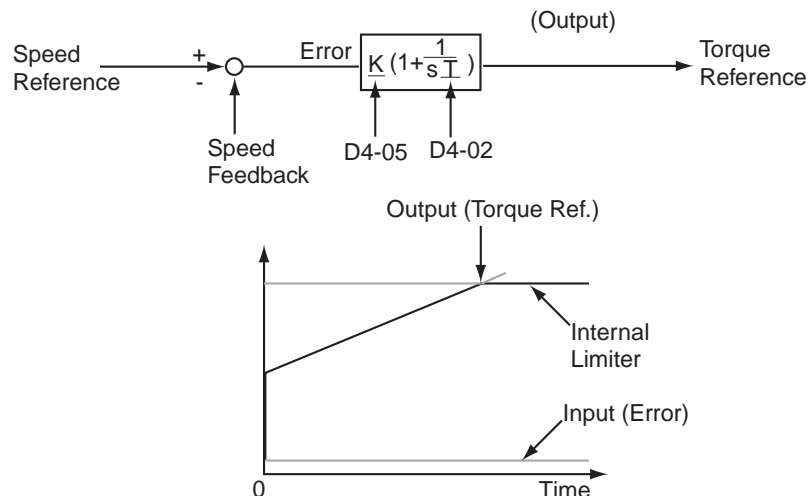 (Output)
Speed
Reference
+
-
Error
K (1+ 1/sT )
Torque
Reference
Speed
Feedback
D4-05
D4-02
Output (Torque Ref.)
Internal
Limiter
Input (Error)
0
Time